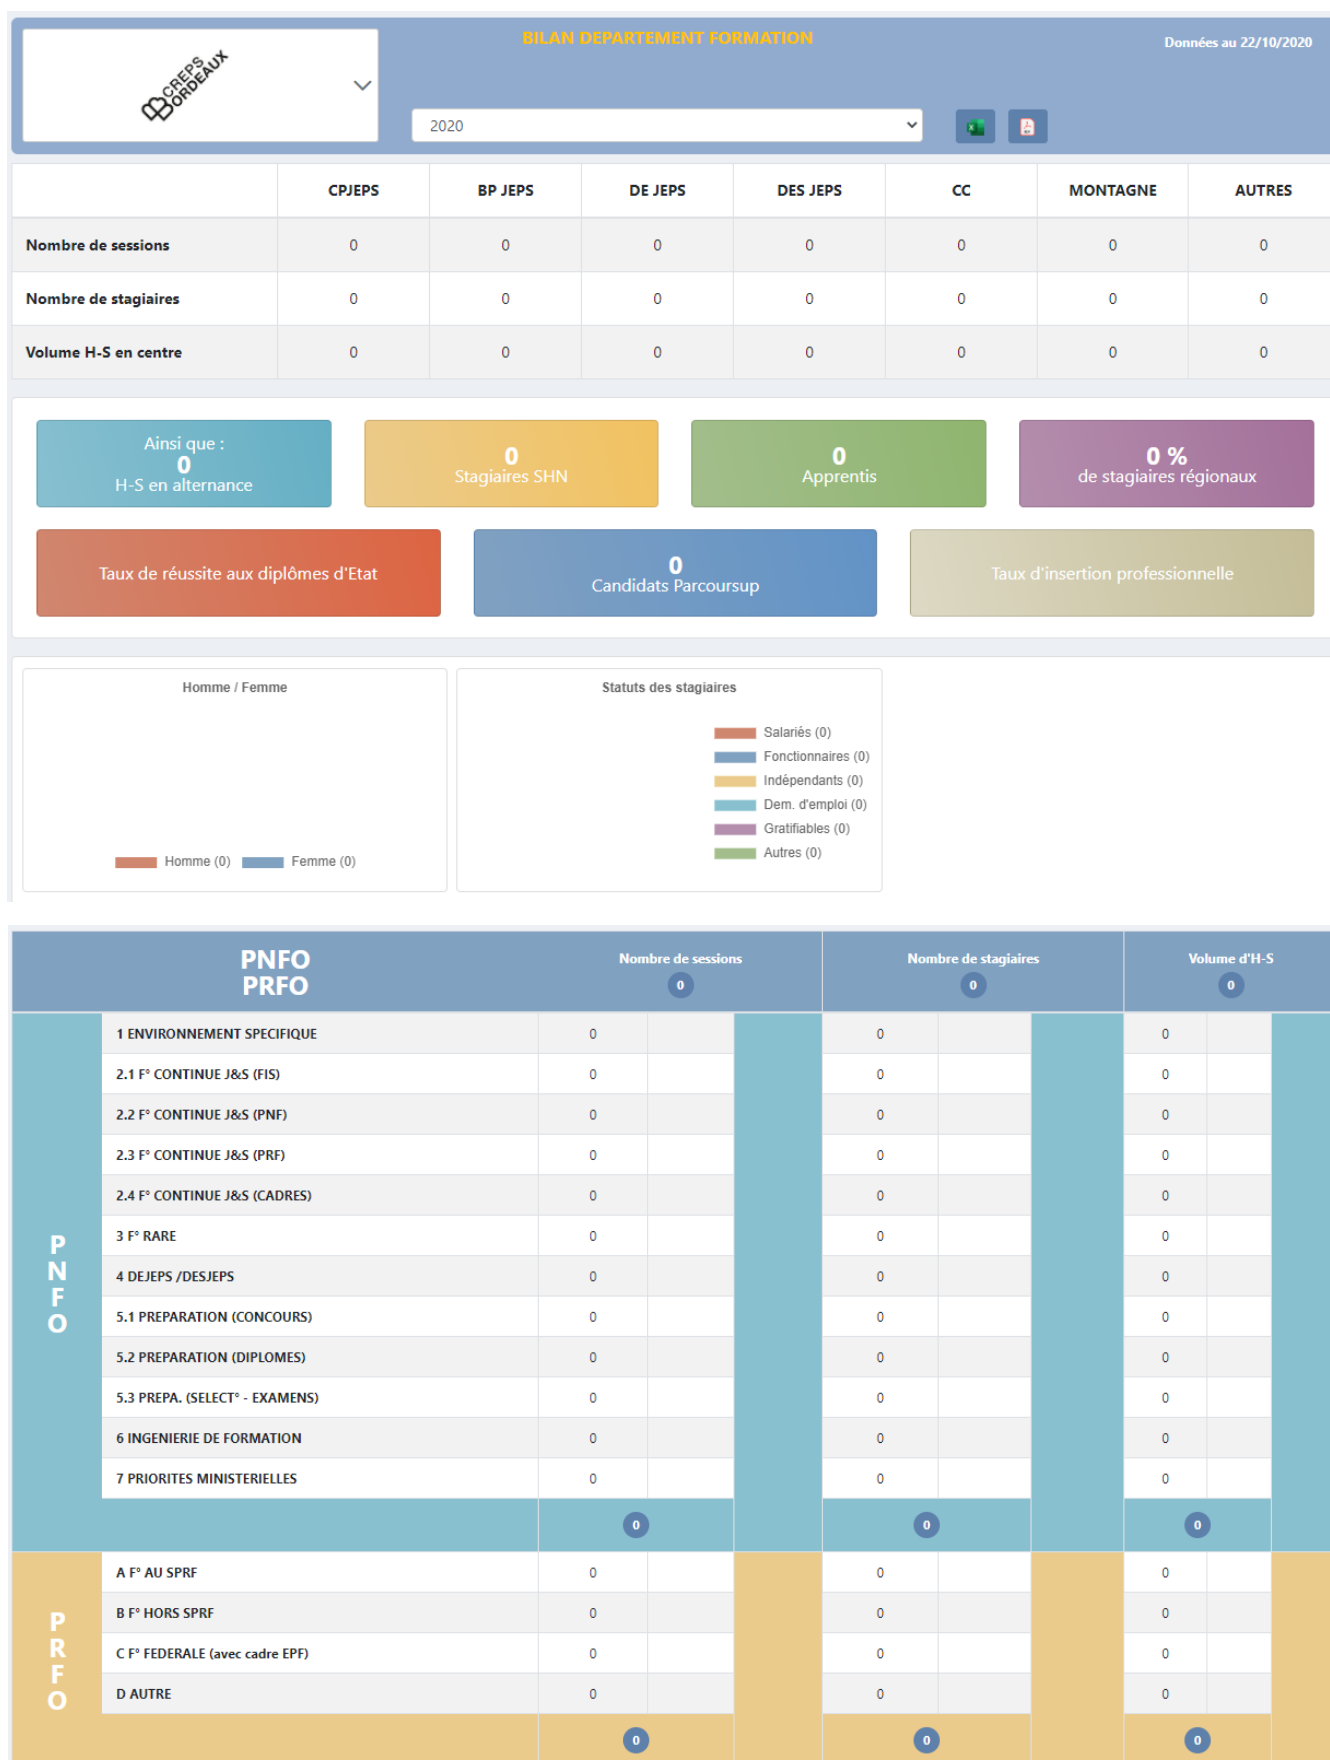 CREPS
BORDEAUX
BILAN DEPARTEMENT FORMATION
Données au 22/10/2020
2020
CPJEPS BP JEPS DE JEPS DES JEPS CC MONTAGNE AUTRES
Nombre de sessions 0 0 0 0 0 0 0
Nombre de stagiaires 0 0 0 0 0 0 0
Volume H-S en centre 0 0 0 0 0 0 0
Ainsi que :
0
H-S en alternance
0
Stagiaires SHN
0
Apprentis
0 %
de stagiaires régionaux
Taux de réussite aux diplômes d'Etat
0
Candidats Parcoursup
Taux d'insertion professionnelle
Homme / Femme
Homme (0) Femme (0)
Statuts des stagiaires
Salariés (0)
Fonctionnaires (0)
Indépendants (0)
Dem. d'emploi (0)
Gratifiables (0)
Autres (0)
PNFO
PRFO
Nombre de sessions
0
Nombre de stagiaires
0
Volume d'H-S
0
PNFO
1 ENVIRONNEMENT SPECIFIQUE 0 0 0
2.1 F° CONTINUE J&S (FIS) 0 0 0
2.2 F° CONTINUE J&S (PNF) 0 0 0
2.3 F° CONTINUE J&S (PRF) 0 0 0
2.4 F° CONTINUE J&S (CADRES) 0 0 0
3 F° RARE 0 0 0
4 DEJEPS /DESJEPS 0 0 0
5.1 PREPARATION (CONCOURS) 0 0 0
5.2 PREPARATION (DIPLOMES) 0 0 0
5.3 PREPA. (SELECT° - EXAMENS) 0 0 0
6 INGENIERIE DE FORMATION 0 0 0
7 PRIORITES MINISTERIELLES 0 0 0
0 0 0
PRFO
A F° AU SPRF 0 0 0
B F° HORS SPRF 0 0 0
C F° FEDERALE (avec cadre EPF) 0 0 0
D AUTRE 0 0 0
0 0 0